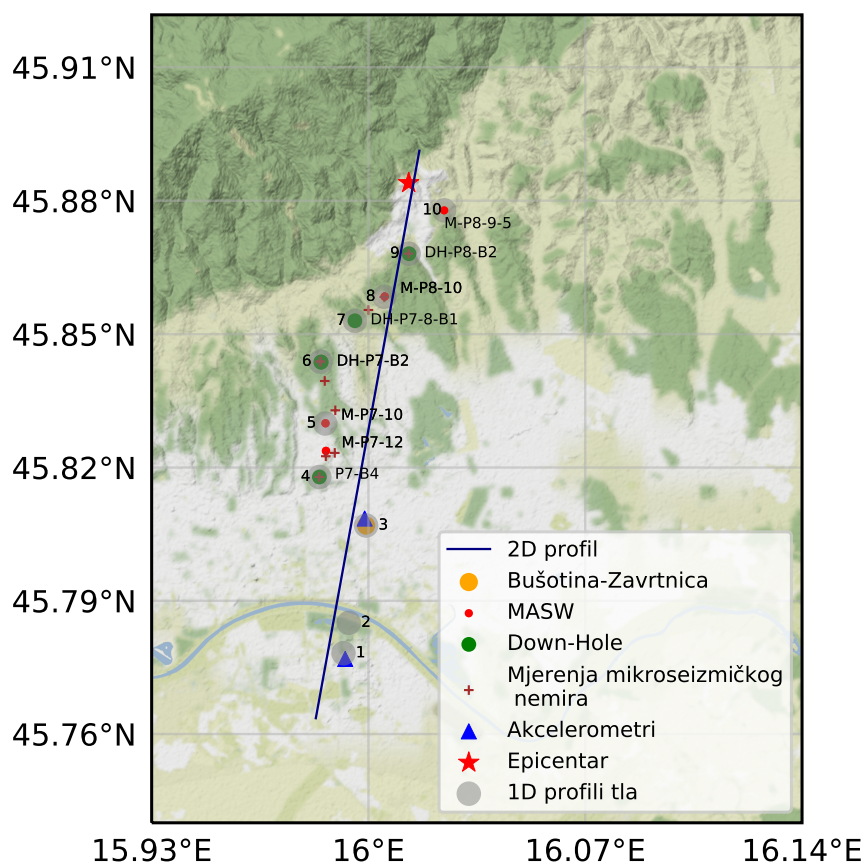 45.91°N
45.88°N
10
M-P8-9-5
9 DH-P8-B2
M-P8-10
8
7 DH-P7-8-B1
45.85°N
6 DH-P7-B2
M-P7-10
5
M-P7-12
45.82°N
4 P7-B4
3
2D profil
Bušotina-Zavrtnica
45.79°N
MASW
2
Down-Hole
1
Mjerenja mikroseizmičkog
nemira
45.76°N
Akcelerometri
Epicentar
1D profili tla
15.93°E 16°E 16.07°E 16.14°E